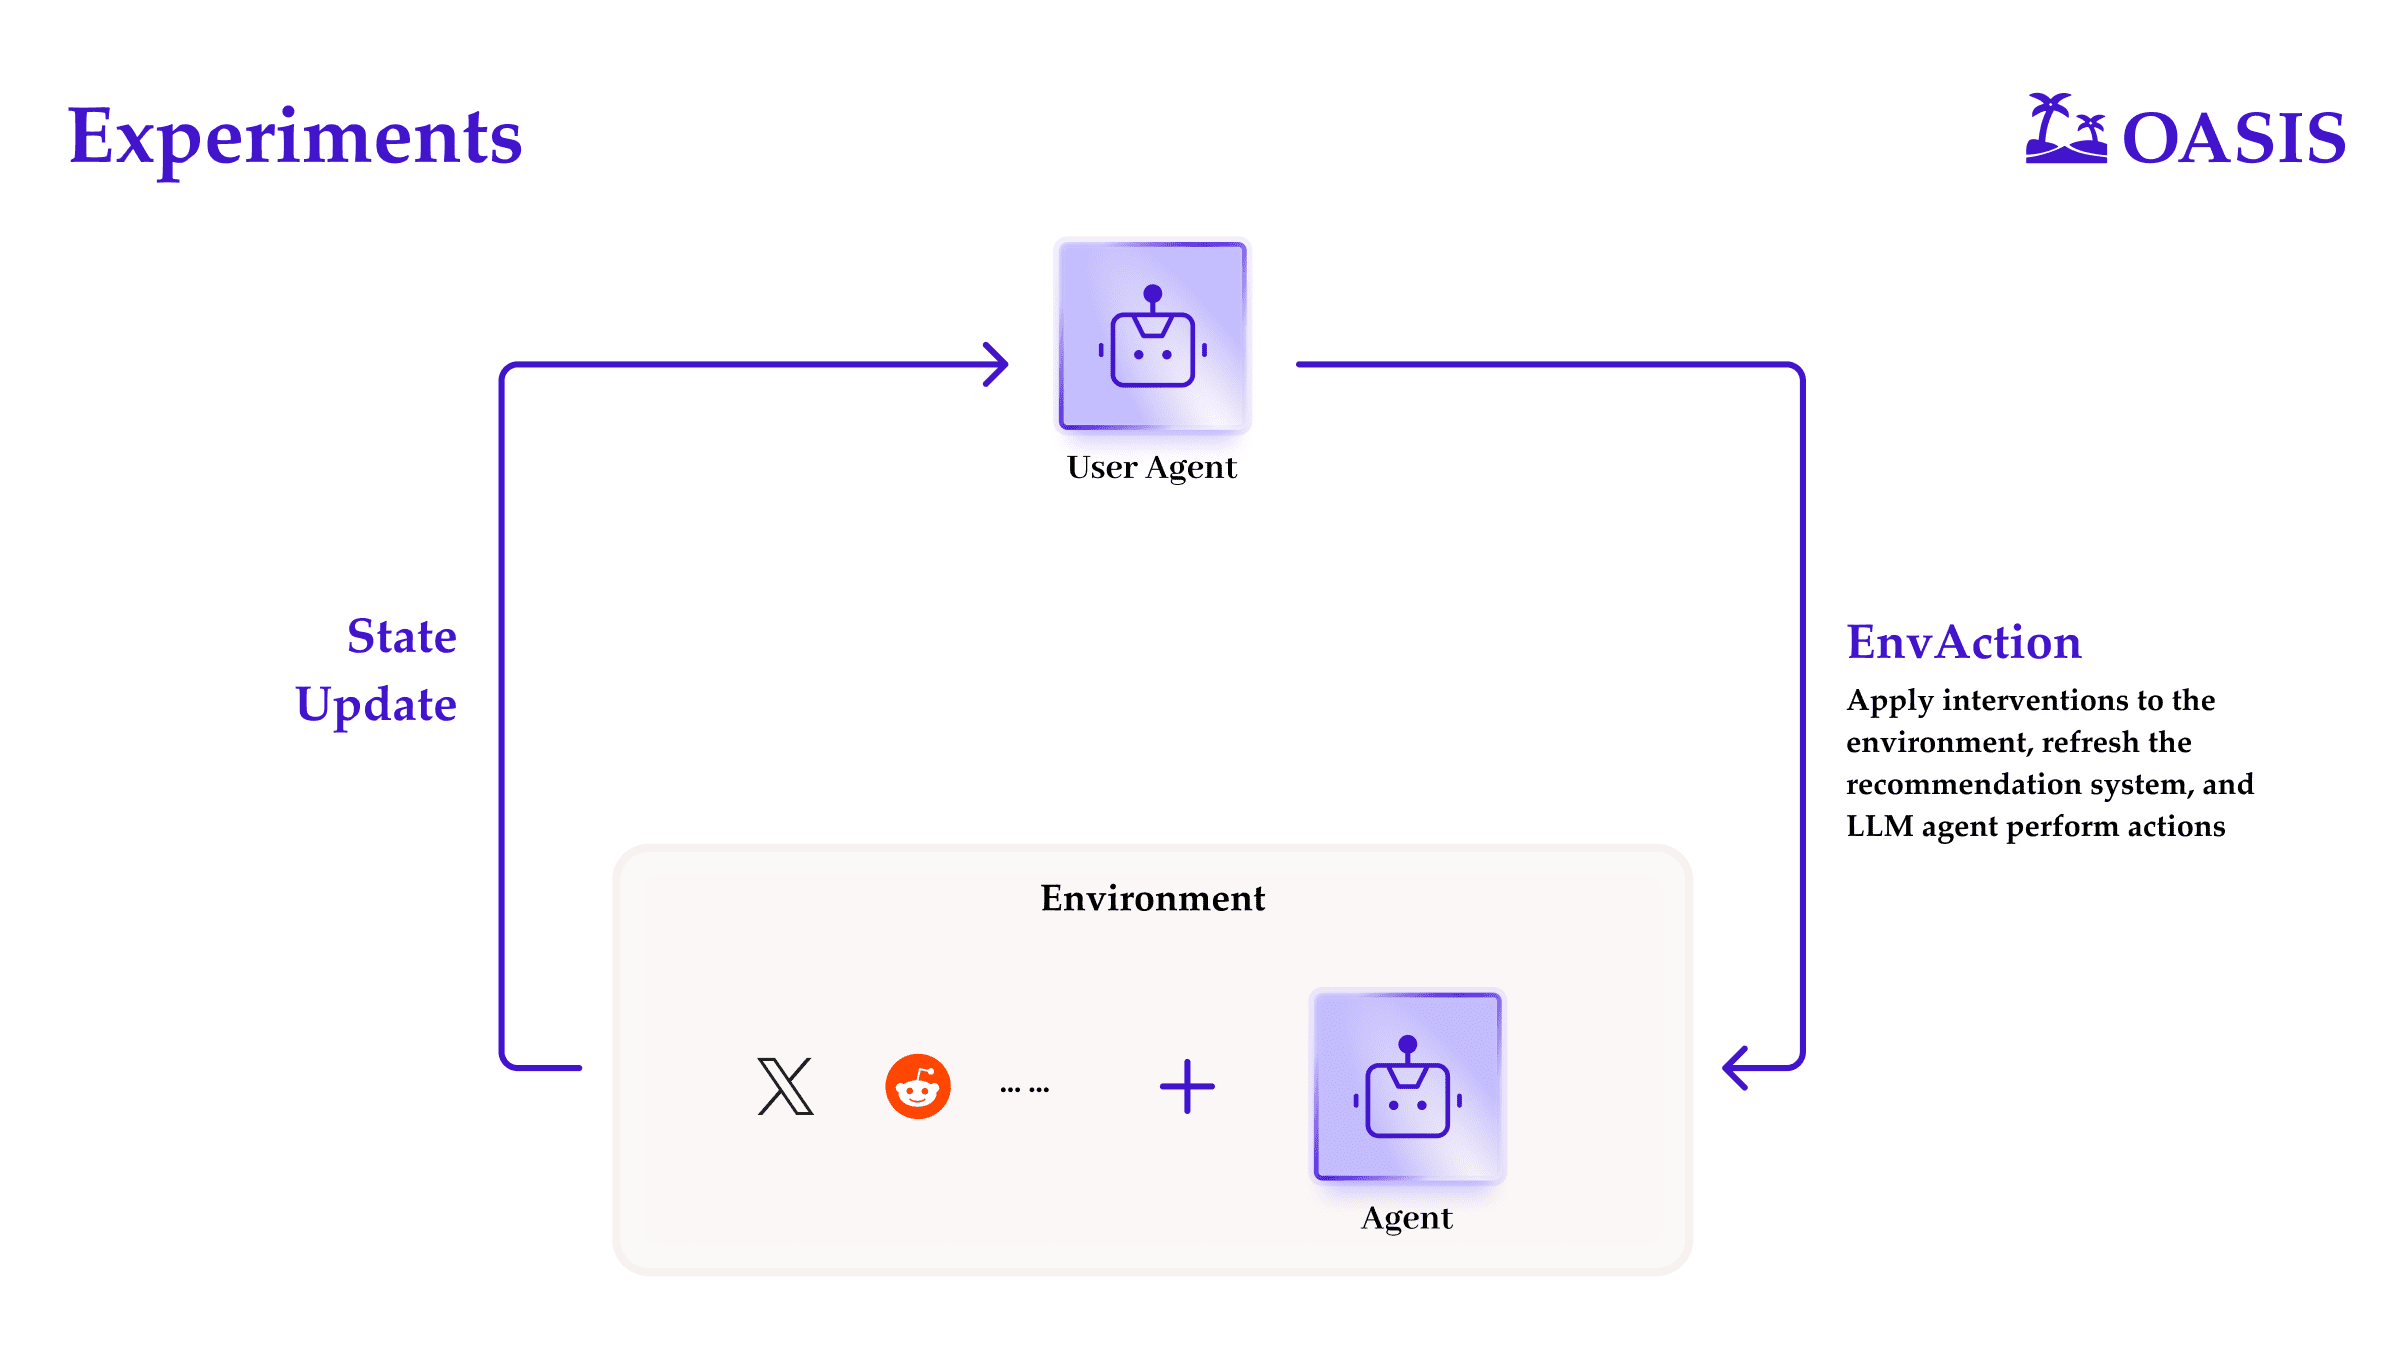 Experiments
OASIS
User Agent
State
Update
EnvAction
Apply interventions to the
environment, refresh the
recommendation system, and
LLM agent perform actions
Environment
... ...
Agent